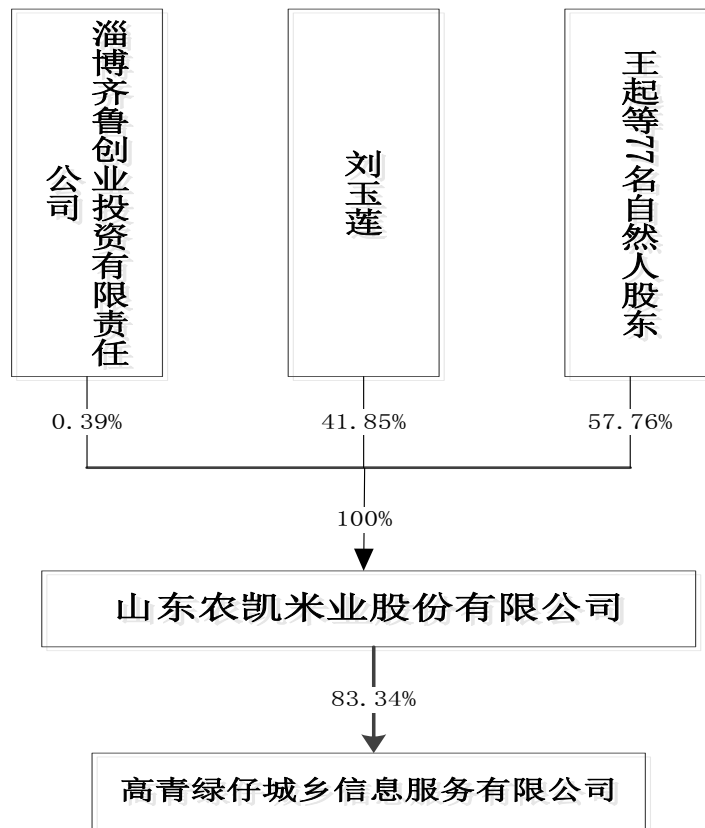 淄博齐鲁创业投资有限责任
公司
刘玉莲
王起等77名自然人股东
0.39%
41.85%
57.76%
100%
山东农凯米业股份有限公司
83.34%
高青绿仔城乡信息服务有限公司